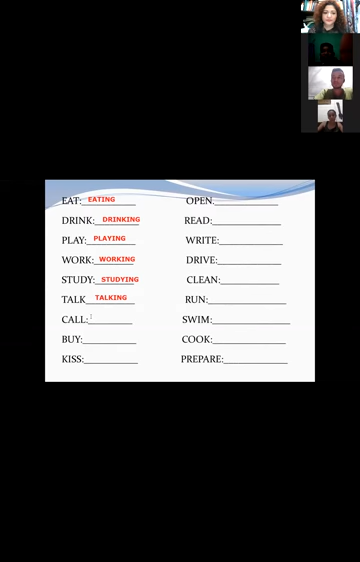 EAT: EATING
DRINK: DRINKING
PLAY: PLAYING
WORK: WORKING
STUDY: STUDYING
TALK TALKING
CALL:
BUY:
KISS:
OPEN:
READ:
WRITE:
DRIVE:
CLEAN:
RUN:
SWIM:
COOK:
PREPARE: